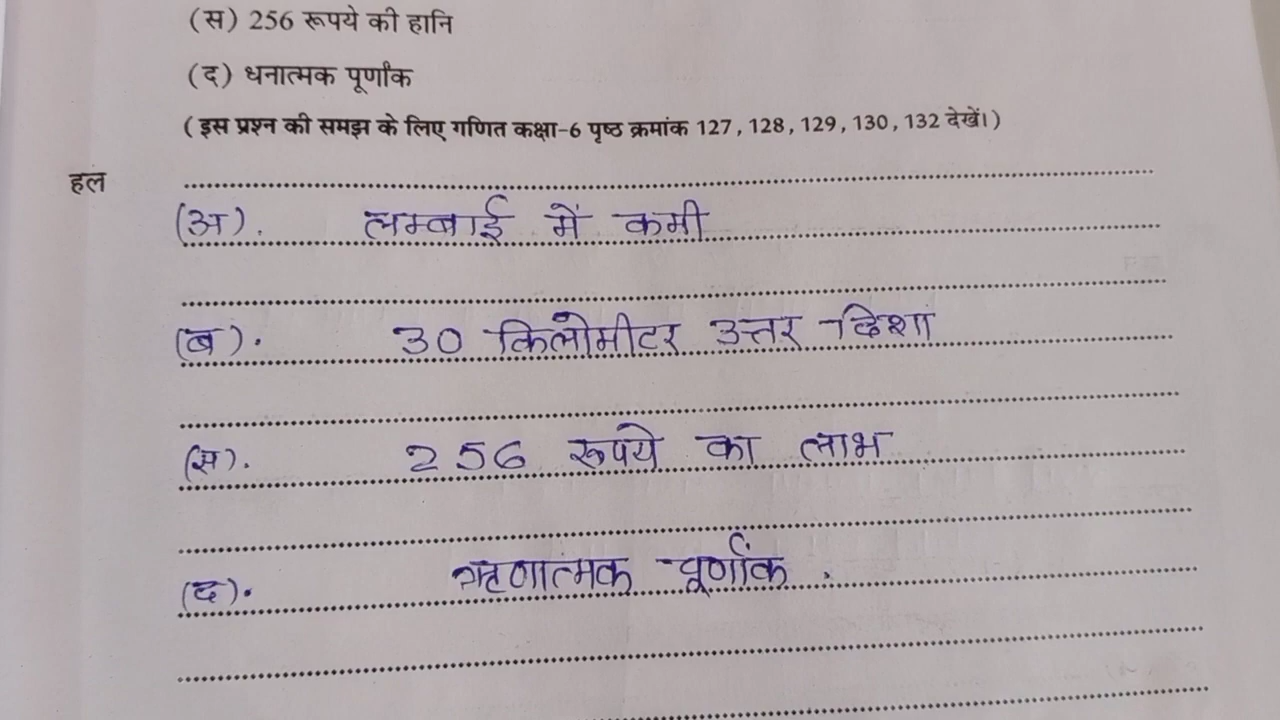 (स) 256 रूपये की हानि
(द) धनात्मक पूर्णांक
(इस प्रश्न की समझ के लिए गणित कक्षा-6 पृष्ठ क्रमांक 127, 128, 129, 130, 132 देखें।)
हल
(अ). लम्बाई में कमी
(ब). 30 किलोमीटर उत्तर दिशा
(स). 256 रूपये का लाभ
(द). ऋणात्मक पूर्णांक.